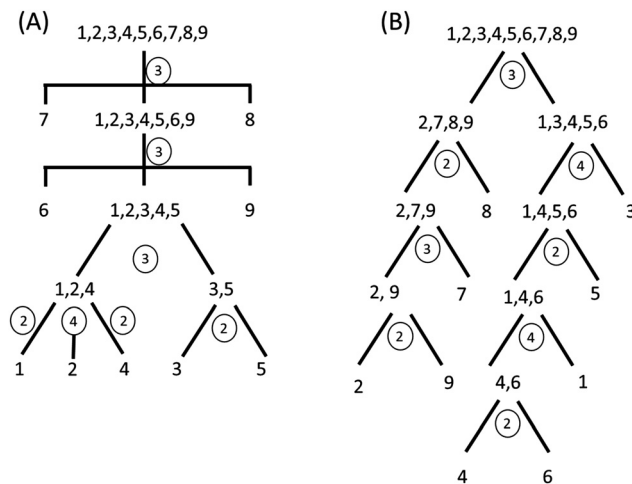 (A)
1,2,3,4,5,6,7,8,9
3
7 1,2,3,4,5,6,9 8
3
6 1,2,3,4,5 9
3
1,2,4 3,5
2 4 2 2
1 2 4 3 5
(B)
1,2,3,4,5,6,7,8,9
3
2,7,8,9 1,3,4,5,6
2 4
2,7,9 8 1,4,5,6 3
3 2
2, 9 7 1,4,6 5
2 4
2 9 4,6 1
2
4 6